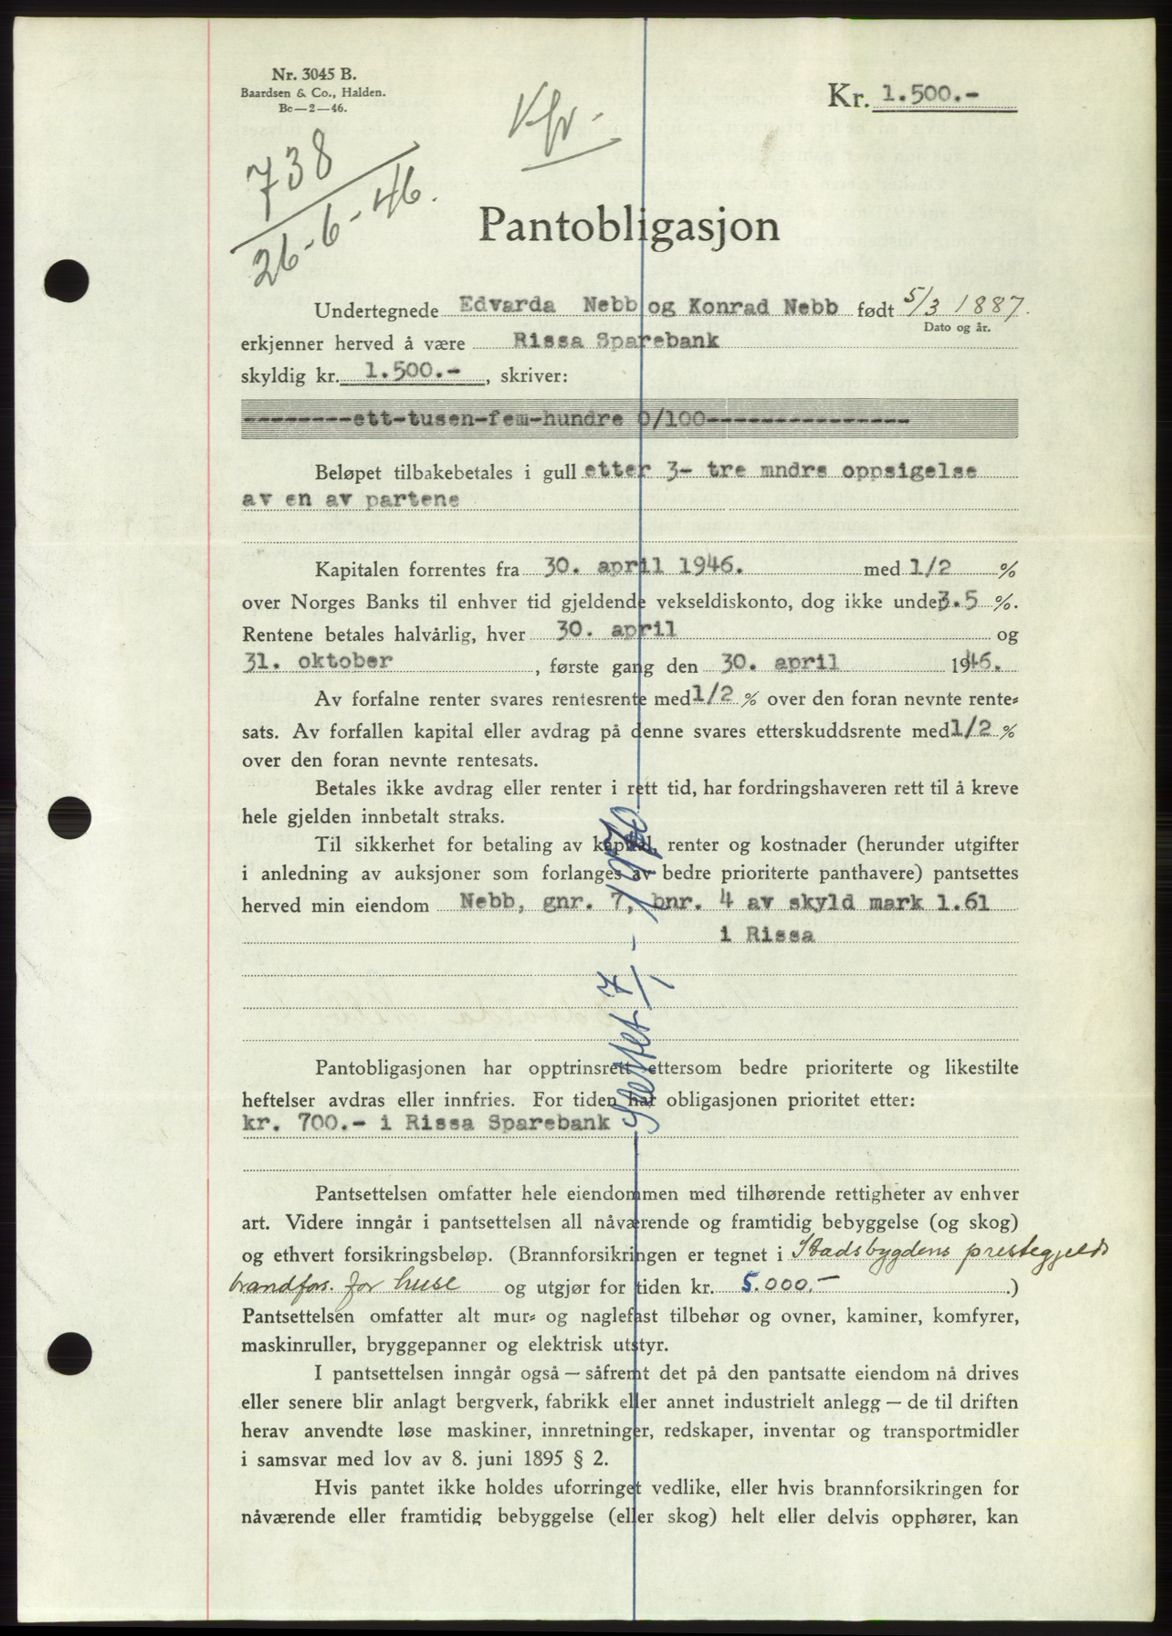 Nr. 3045 B.
Baardsen & Co., Halden.
Bc—2—46.
Kr. 1.500.-
738
26-6-46.
Pantobligasjon
Undertegnede Edvarda Nebb og Konrad Nebb født 5/3 1887.
Dato og år.
erkjenner herved å være Rissa Sparebank
skyldig kr. 1.500.-, skriver:
--------ett-tusen-fem-hundre 0/100---------------
Beløpet tilbakebetales i gull etter 3- tre mndrs oppsigelse
av en av partene
Kapitalen forrentes fra 30. april 1946. med 1/2 %
over Norges Banks til enhver tid gjeldende vekseldiskonto, dog ikke under 3.5 %.
Rentene betales halvårlig, hver 30. april og
31. oktober, første gang den 30. april 1946.
Av forfalne renter svares rentesrente med 1/2 % over den foran nevnte rente-
sats. Av forfallen kapital eller avdrag på denne svares etterskuddsrente med 1/2 %
over den foran nevnte rentesats.
Betales ikke avdrag eller renter i rett tid, har fordringshaveren rett til å kreve
hele gjelden innbetalt straks.
Til sikkerhet for betaling av kapital, renter og kostnader (herunder utgifter
i anledning av auksjoner som forlanges av bedre prioriterte panthavere) pantsettes
herved min eiendom Nebb, gnr. 7, bnr. 4 av skyld mark 1.61
i Rissa
Slettet 7/1 - 1970
Pantobligasjonen har opptrinsrett ettersom bedre prioriterte og likestilte
heftelser avdras eller innfries. For tiden har obligasjonen prioritet etter:
kr. 700.- i Rissa Sparebank
Pantsettelsen omfatter hele eiendommen med tilhørende rettigheter av enhver
art. Videre inngår i pantsettelsen all nåværende og framtidig bebyggelse (og skog)
og ethvert forsikringsbeløp. (Brannforsikringen er tegnet i Stadsbygdens prestegjelds
brandfors. for huse og utgjør for tiden kr. 5.000.- .)
Pantsettelsen omfatter alt mur- og naglefast tilbehør og ovner, kaminer, komfyrer,
maskinruller, bryggepanner og elektrisk utstyr.
I pantsettelsen inngår også — såfremt det på den pantsatte eiendom nå drives
eller senere blir anlagt bergverk, fabrikk eller annet industrielt anlegg — de til driften
herav anvendte løse maskiner, innretninger, redskaper, inventar og transportmidler
i samsvar med lov av 8. juni 1895 § 2.
Hvis pantet ikke holdes uforringet vedlike, eller hvis brannforsikringen for
nåværende eller framtidig bebyggelse (eller skog) helt eller delvis opphører, kan